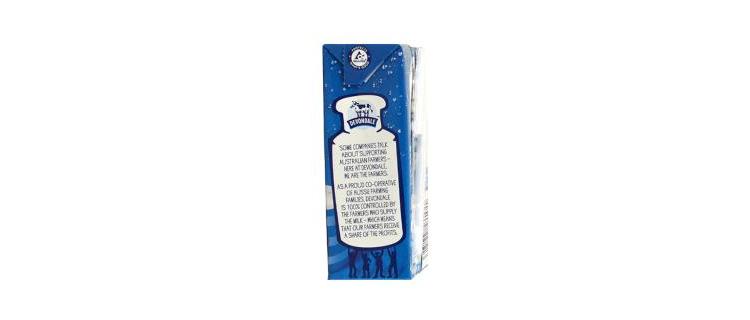 DEVONDALE
'SOME COMPANIES TALK
ABOUT SUPPORTING
AUSTRALIAN FARMERS –
HERE AT DEVONDALE,
WE ARE THE FARMERS.
AS A PROUD CO-OPERATIVE
OF AUSSIE FARMING
FAMILIES, DEVONDALE
IS 100% CONTROLLED BY
THE FARMERS WHO SUPPLY
THE MILK – WHICH MEANS
THAT OUR FARMERS RECEIVE
A SHARE OF THE PROFITS.